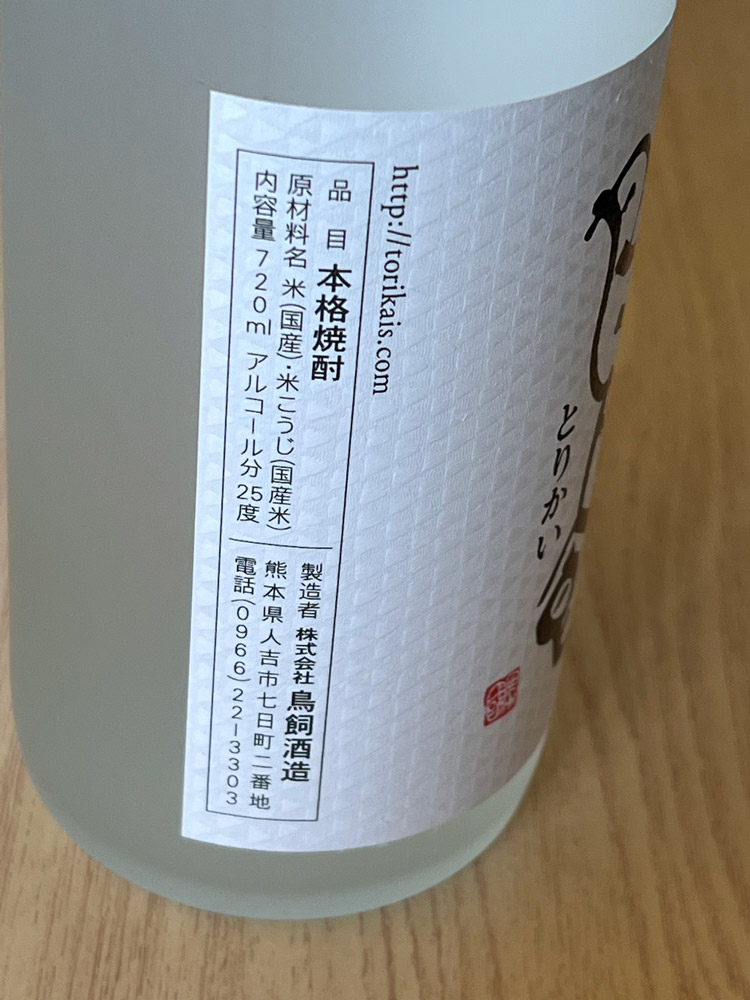 http://torikais.com
品目 本格焼酎
原材料名 米(国産)・米こうじ(国産米)
内容量 720ml アルコール分 25度
製造者 株式会社 鳥飼酒造
熊本県人吉市七日町二番地
電話(0966)22-3303
とりかい